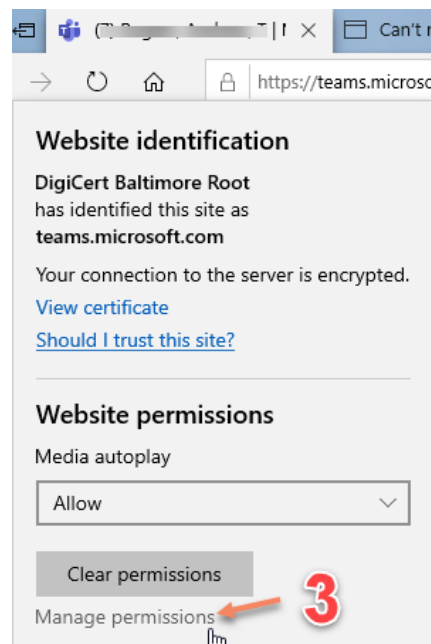 Can't r
https://teams.microso
Website identification
DigiCert Baltimore Root
has identified this site as
teams.microsoft.com
Your connection to the server is encrypted.
View certificate
Should I trust this site?
Website permissions
Media autoplay
Allow
Clear permissions
Manage permissions
3